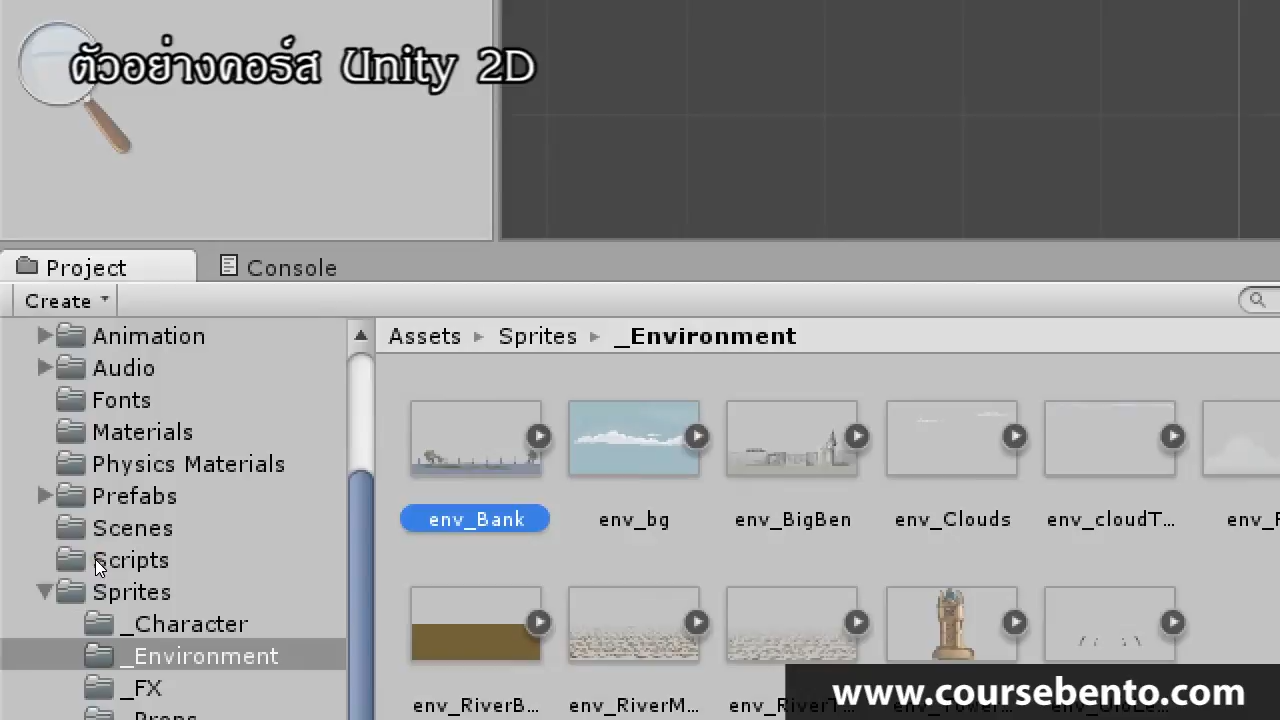 ตัวอย่างคอร์ส Unity 2D
Project
Console
Create
Animation
Audio
Fonts
Materials
Physics Materials
Prefabs
Scenes
Scripts
Sprites
_Character
_Environment
_FX
Assets Sprites _Environment
env_Bank env_bg env_BigBen env_Clouds env_cloudT...
env_RiverB... env_RiverM...
www.coursebento.com